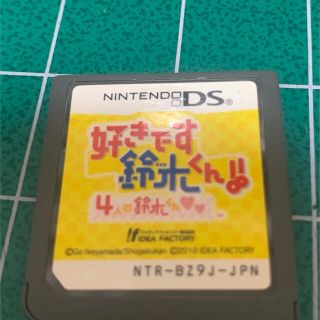 NINTENDO DS
好きです
鈴木くん!!
4人の鈴木くん
IDEA FACTORY
©Go Ikeyamada/Shogakukan ©2010 IDEA FACTORY
NTR-BZ9J-JPN